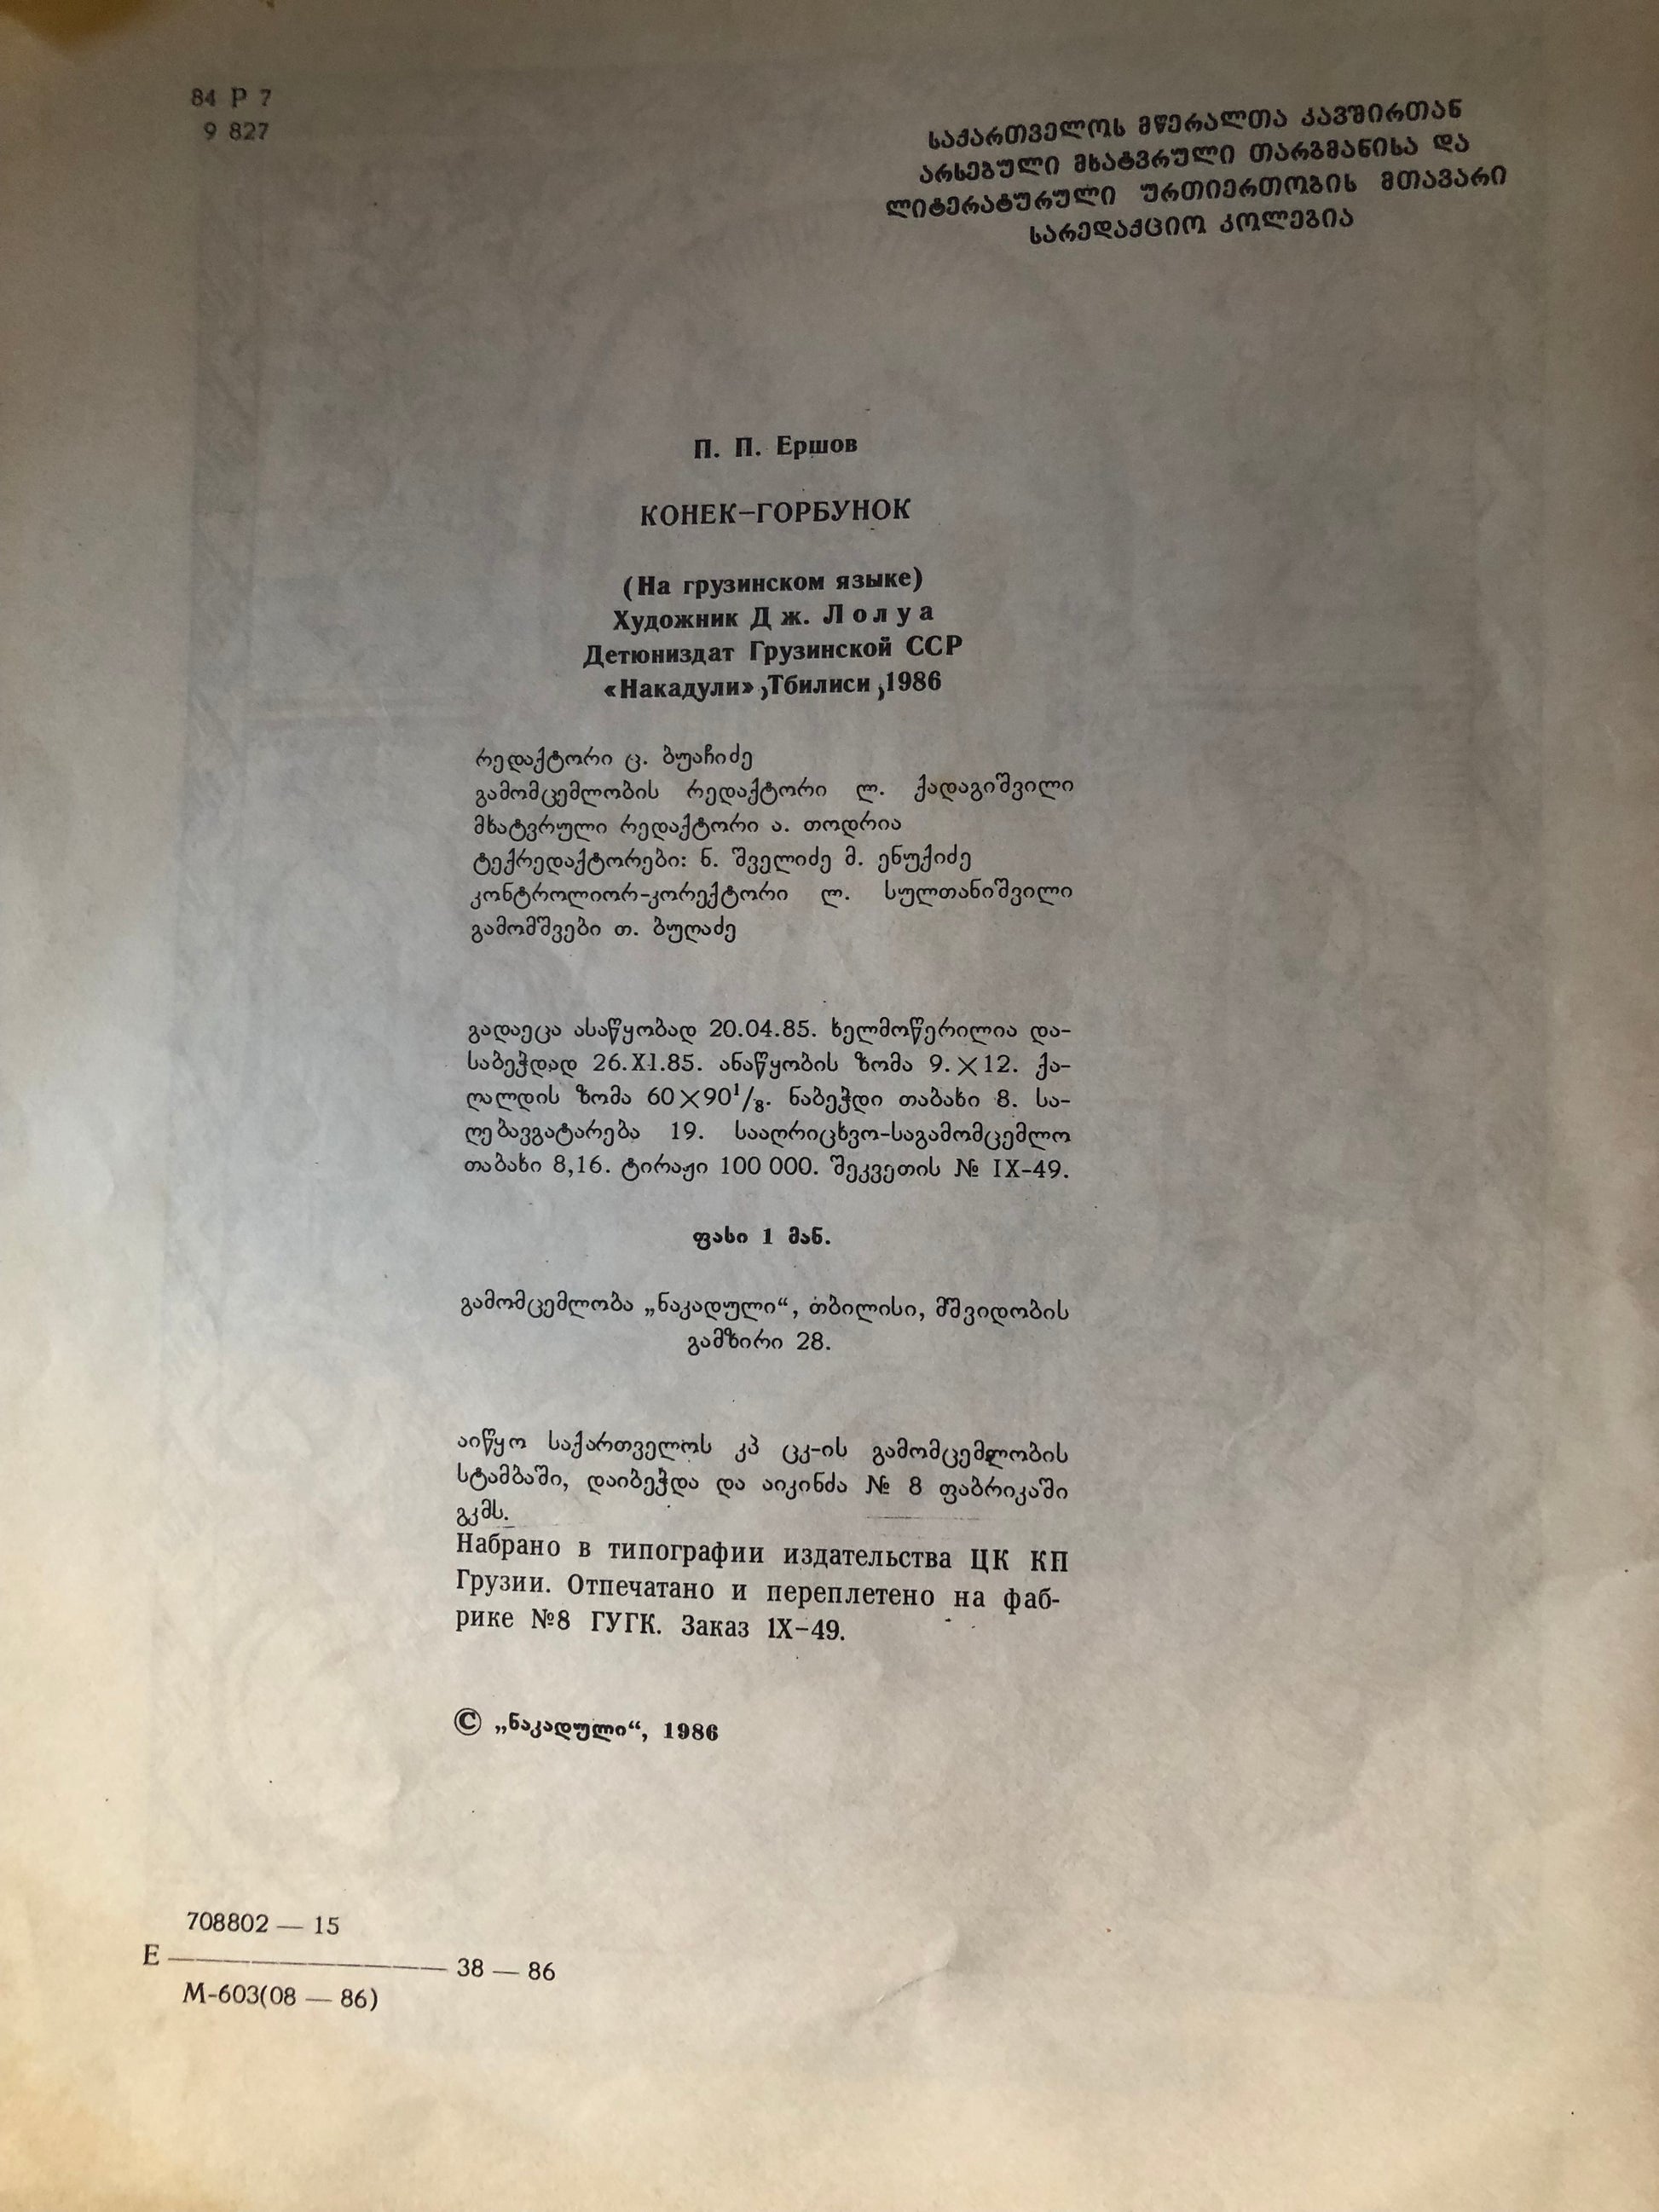 84 Р 7
9 827
საქართველოს მწერალთა კავშირთან
არსებული მხატვრული თარგმანისა და
ლიტერატურული ურთიერთობის მთავარი
სარედაქციო კოლეგია
П. П. Ершов
КОНЕК–ГОРБУНОК
(На грузинском языке)
Художник Дж. Лолуа
Детюниздат Грузинской ССР
«Накадули», Тбилиси, 1986
რედაქტორი ც. ბუაჩიძე
გამომცემლობის რედაქტორი ლ. ქადაგიშვილი
მხატვრული რედაქტორი ა. თოდრია
ტექრედაქტორები: ნ. შველიძე მ. ენუქიძე
კონტროლიორ-კორექტორი ლ. სულთანიშვილი
გამომშვები თ. ბუღაძე
გადაეცა ასაწყობად 20.04.85. ხელმოწერილია და-
საბეჭდად 26.XI.85. ანაწყობის ზომა 9.×12. ქა-
ღალდის ზომა 60×90¹/₈. ნაბეჭდი თაბახი 8. სა-
ღებავგატარება 19. სააღრიცხვო-საგამომცემლო
თაბახი 8,16. ტირაჟი 100 000. შეკვეთის № IX-49.
ფასი 1 მან.
გამომცემლობა „ნაკადული“, თბილისი, მშვიდობის
გამზირი 28.
აიწყო საქართველოს კპ ცკ-ის გამომცემლობის
სტამბაში, დაიბეჭდა და აიკინძა № 8 ფაბრიკაში
გკმს.
Набрано в типографии издательства ЦК КП
Грузии. Отпечатано и переплетено на фаб-
рике №8 ГУГК. Заказ IX–49.
© „ნაკადული“, 1986
708802 — 15
Е ———— 38 — 86
М-603(08 — 86)